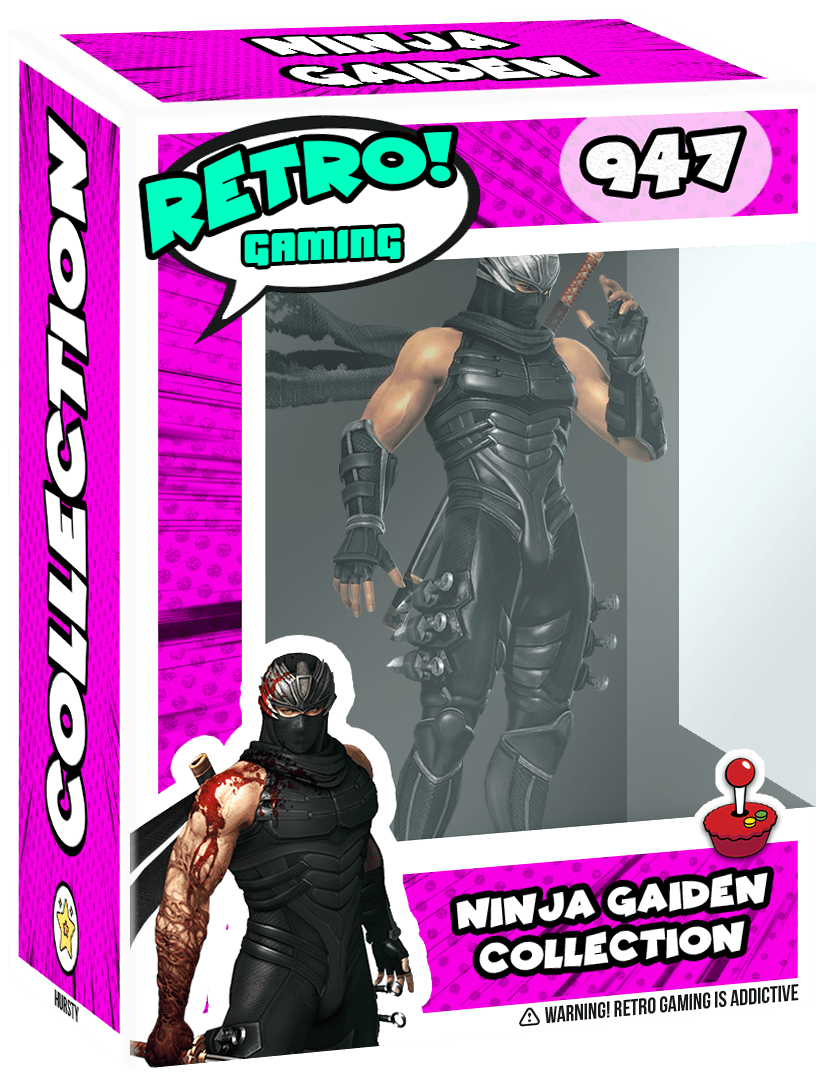 NINJA
GAIDEN
RETRO!
GAMING
947
COLLECTION
NINJA GAIDEN
COLLECTION
WARNING! RETRO GAMING IS ADDICTIVE
HURSTY